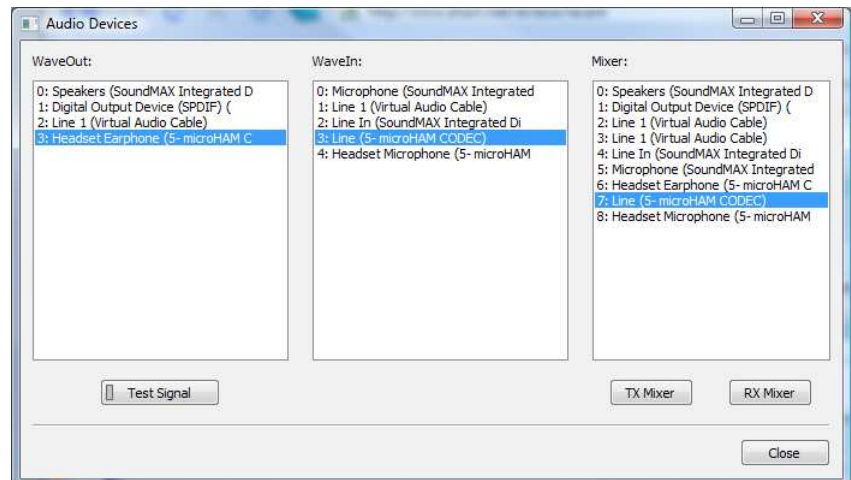 Audio Devices
WaveOut:
0: Speakers (SoundMAX Integrated D
1: Digital Output Device (SPDIF) (
2: Line 1 (Virtual Audio Cable)
3: Headset Earphone (5- microHAM C
Test Signal
WaveIn:
0: Microphone (SoundMAX Integrated
1: Line 1 (Virtual Audio Cable)
2: Line In (SoundMAX Integrated Di
3: Line (5- microHAM CODEC)
4: Headset Microphone (5- microHAM
Mixer:
0: Speakers (SoundMAX Integrated D
1: Digital Output Device (SPDIF) (
2: Line 1 (Virtual Audio Cable)
3: Line 1 (Virtual Audio Cable)
4: Line In (SoundMAX Integrated Di
5: Microphone (SoundMAX Integrated
6: Headset Earphone (5- microHAM C
7: Line (5- microHAM CODEC)
8: Headset Microphone (5- microHAM
TX Mixer
RX Mixer
Close